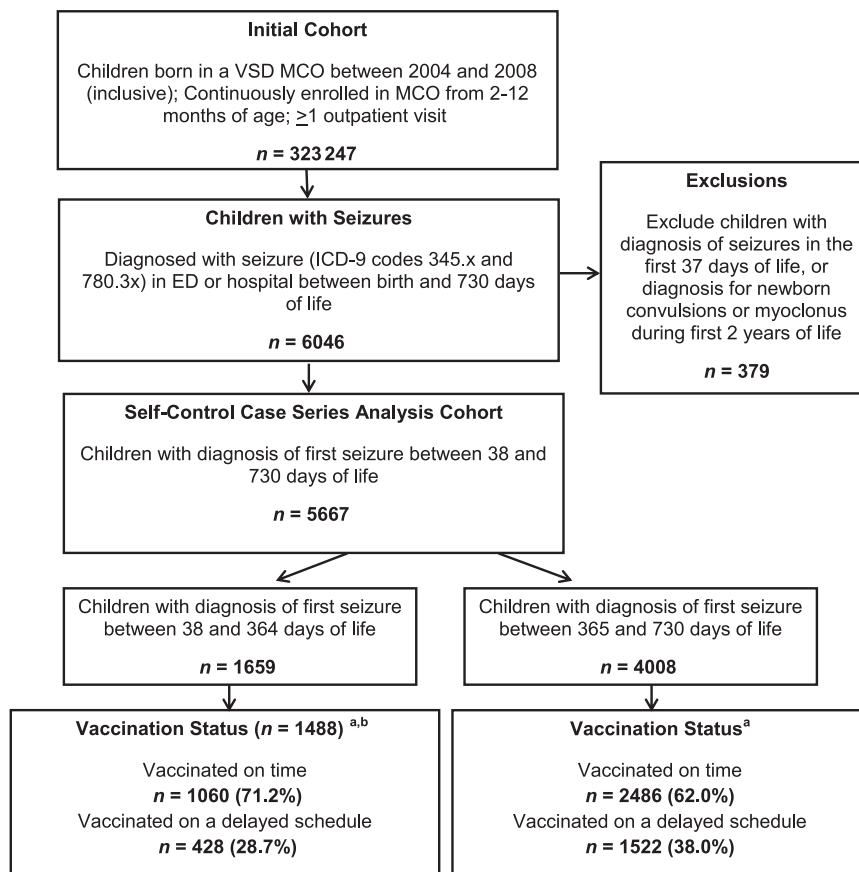 Initial Cohort
Children born in a VSD MCO between 2004 and 2008
(inclusive); Continuously enrolled in MCO from 2-12
months of age; >1 outpatient visit
n = 323 247
Children with Seizures
Diagnosed with seizure (ICD-9 codes 345.x and
780.3x) in ED or hospital between birth and 730 days
of life
n = 6046
Exclusions
Exclude children with
diagnosis of seizures in the
first 37 days of life, or
diagnosis for newborn
convulsions or myoclonus
during first 2 years of life
n = 379
Self-Control Case Series Analysis Cohort
Children with diagnosis of first seizure between 38 and
730 days of life
n = 5667
Children with diagnosis of first seizure
between 38 and 364 days of life
n = 1659
Children with diagnosis of first seizure
between 365 and 730 days of life
n = 4008
Vaccination Status (n = 1488) a,b
Vaccinated on time
n = 1060 (71.2%)
Vaccinated on a delayed schedule
n = 428 (28.7%)
Vaccination Status a
Vaccinated on time
n = 2486 (62.0%)
Vaccinated on a delayed schedule
n = 1522 (38.0%)